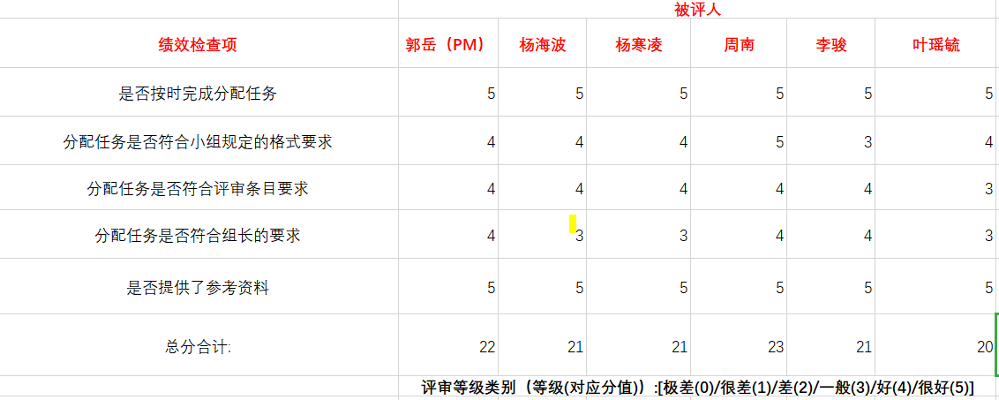 被评人
绩效检查项 郭岳（PM） 杨海波 杨寒凌 周南 李骏 叶瑶毓
是否按时完成分配任务 5 5 5 5 5 5
分配任务是否符合小组规定的格式要求 4 4 4 5 3 4
分配任务是否符合评审条目要求 4 4 4 4 4 3
分配任务是否符合组长的要求 4 3 3 4 4 3
是否提供了参考资料 5 5 5 5 5 5
总分合计: 22 21 21 23 21 20
评审等级类别（等级(对应分值)）:[极差(0)/很差(1)/差(2)/一般(3)/好(4)/很好(5)]